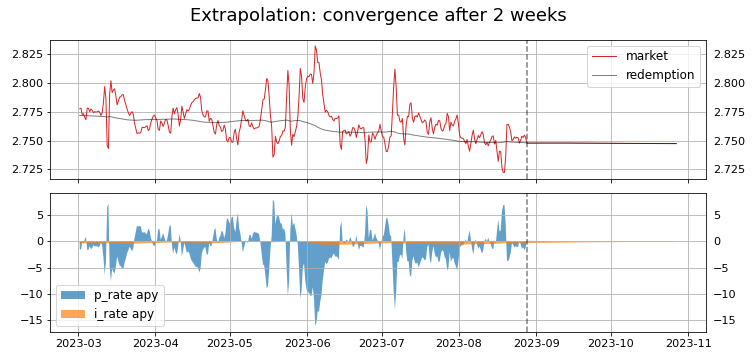 Extrapolation: convergence after 2 weeks
2.825 2.825
2.800 2.800
2.775 2.775
2.750 2.750
2.725 2.725
market
redemption
5 5
0 0
−5 −5
−10 −10
−15 −15
p_rate apy
i_rate apy
2023-03 2023-04 2023-05 2023-06 2023-07 2023-08 2023-09 2023-10 2023-11